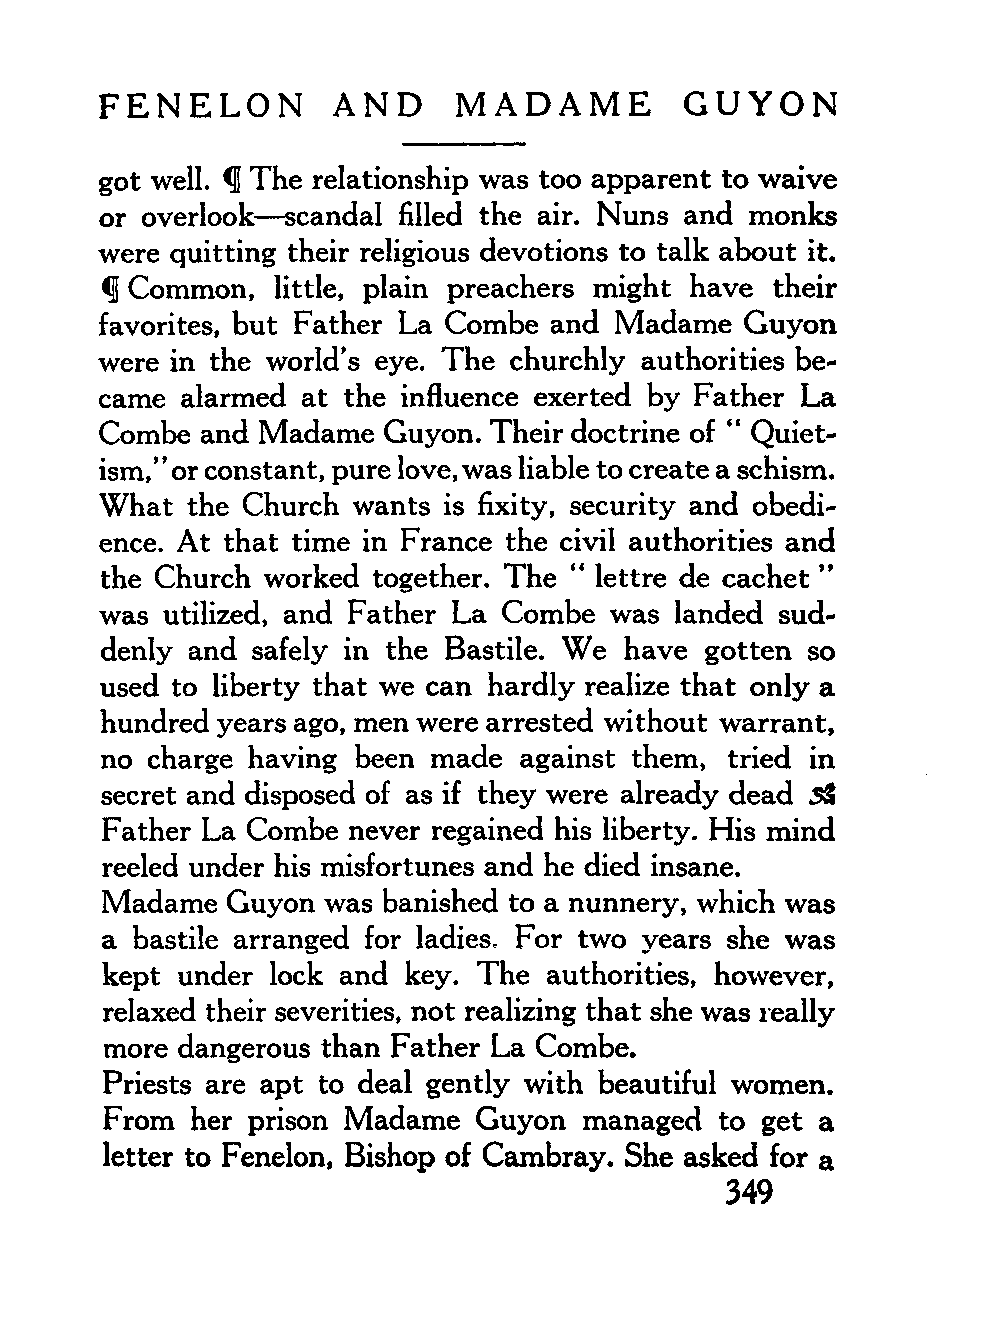 FENELON AND MADAME GUYON
got well. ¶ The relationship was too apparent to waive
or overlook—scandal filled the air. Nuns and monks
were quitting their religious devotions to talk about it.
¶ Common, little, plain preachers might have their
favorites, but Father La Combe and Madame Guyon
were in the world's eye. The churchly authorities be-
came alarmed at the influence exerted by Father La
Combe and Madame Guyon. Their doctrine of " Quiet-
ism," or constant, pure love, was liable to create a schism.
What the Church wants is fixity, security and obedi-
ence. At that time in France the civil authorities and
the Church worked together. The " lettre de cachet "
was utilized, and Father La Combe was landed sud-
denly and safely in the Bastile. We have gotten so
used to liberty that we can hardly realize that only a
hundred years ago, men were arrested without warrant,
no charge having been made against them, tried in
secret and disposed of as if they were already dead
Father La Combe never regained his liberty. His mind
reeled under his misfortunes and he died insane.
Madame Guyon was banished to a nunnery, which was
a bastile arranged for ladies. For two years she was
kept under lock and key. The authorities, however,
relaxed their severities, not realizing that she was really
more dangerous than Father La Combe.
Priests are apt to deal gently with beautiful women.
From her prison Madame Guyon managed to get a
letter to Fenelon, Bishop of Cambray. She asked for a
349